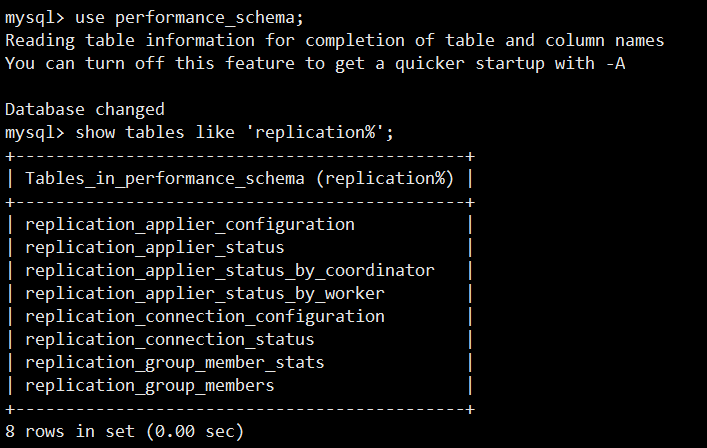 mysql> use performance_schema;
Reading table information for completion of table and column names
You can turn off this feature to get a quicker startup with -A

Database changed
mysql> show tables like 'replication%';
+----------------------------------------------+
| Tables_in_performance_schema (replication%) |
+----------------------------------------------+
| replication_applier_configuration            |
| replication_applier_status                   |
| replication_applier_status_by_coordinator    |
| replication_applier_status_by_worker         |
| replication_connection_configuration         |
| replication_connection_status                |
| replication_group_member_stats               |
| replication_group_members                    |
+----------------------------------------------+
8 rows in set (0.00 sec)